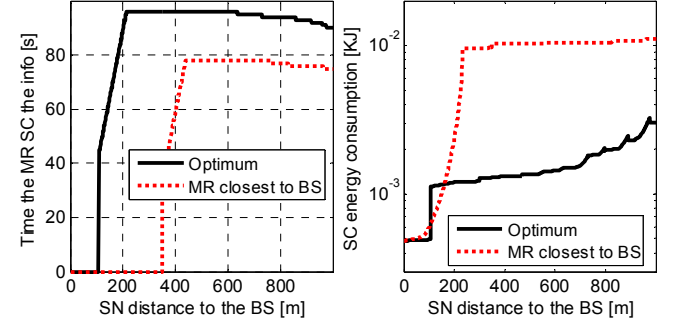 Time the MR SC the info [s]
80
60
40
20
0
Optimum
MR closest to BS
0 200 400 600 800
SN distance to the BS [m]
SC energy consumption [KJ]
10^-2
10^-3
Optimum
MR closest to BS
0 200 400 600 800
SN distance to the BS [m]